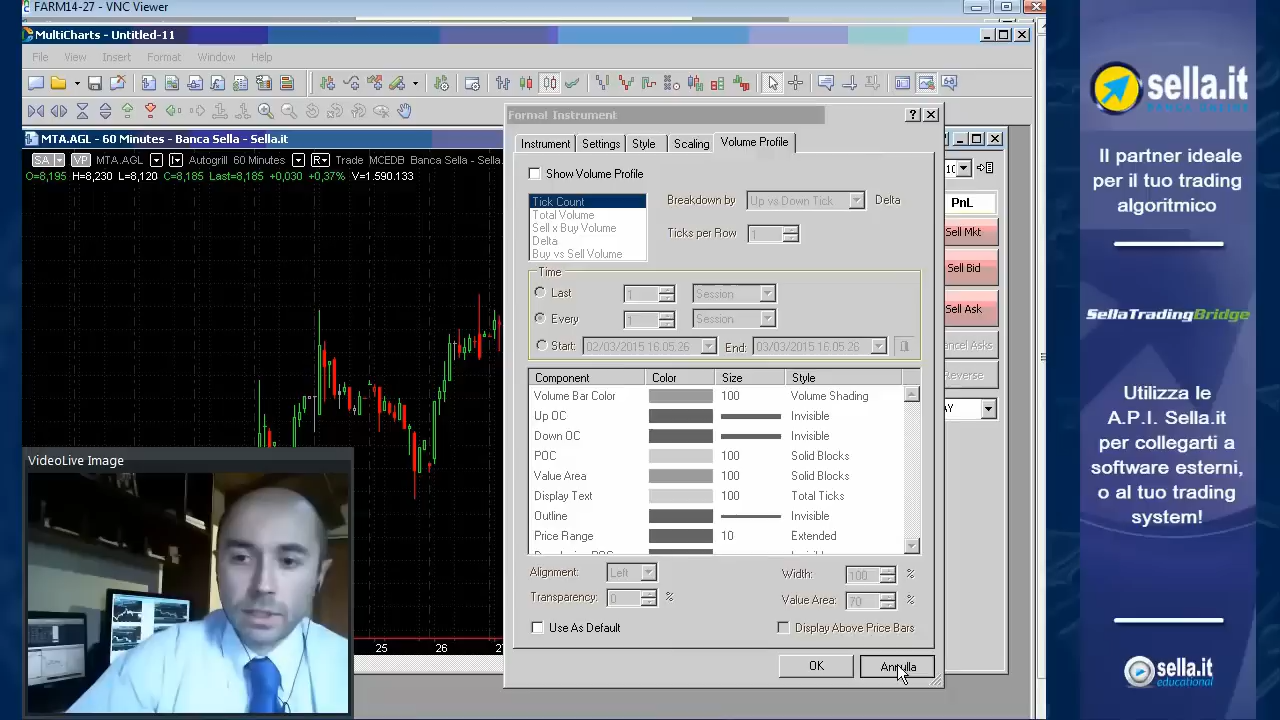 FARM14-27 - VNC Viewer
MultiCharts - Untitled-11
File View Insert Format Window Help
MTA.AGL - 60 Minutes - Banca Sella - Sella.it
SA VP MTA.AGL I Autogrill 60 Minutes R Trade MCEDB Banca Sella - Sella.
O=8,195 H=8,230 L=8,120 C=8,185 Last=8,185 +0,030 +0,37% V=1.590.133
25 26
Format Instrument
Instrument Settings Style Scaling Volume Profile
Show Volume Profile
Tick Count
Total Volume
Sell x Buy Volume
Delta
Buy vs Sell Volume
Breakdown by Up vs Down Tick Delta
Ticks per Row 1
Time
Last 1 Session
Every 1 Session
Start: 02/03/2015 16.05.26 End: 03/03/2015 16.05.26
Component Color Size Style
Volume Bar Color 100 Volume Shading
Up OC Invisible
Down OC Invisible
POC 100 Solid Blocks
Value Area 100 Solid Blocks
Display Text 100 Total Ticks
Outline Invisible
Price Range 10 Extended
Alignment: Left
Width: 100 %
Transparency: 0 %
Value Area: 70 %
Use As Default
Display Above Price Bars
OK Annulla
PnL
Sell Mkt
Sell Bid
Sell Ask
Cancel Asks
Reverse
VideoLive Image
sella.it
BANCA ONLINE
Il partner ideale
per il tuo trading
algoritmico
SellaTradingBridge
Utilizza le
A.P.I. Sella.it
per collegarti a
software esterni,
o al tuo trading
system!
sella.it
educational